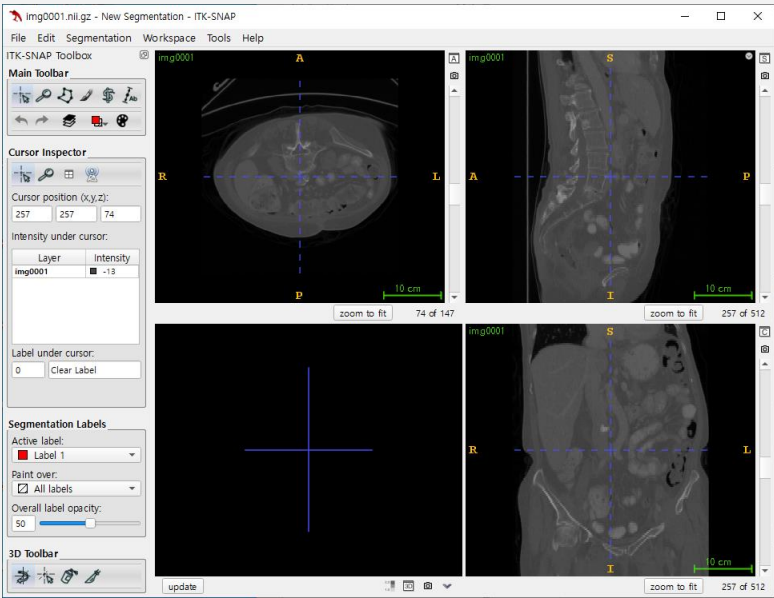 img0001.nii.gz - New Segmentation - ITK-SNAP
File Edit Segmentation Workspace Tools Help
ITK-SNAP Toolbox
Main Toolbar
Cursor Inspector
Cursor position (x,y,z):
257 257 74
Intensity under cursor:
Layer Intensity
img0001 -13
Label under cursor:
0 Clear Label
Segmentation Labels
Active label:
Label 1
Paint over:
All labels
Overall label opacity:
50
3D Toolbar
img0001
A
A
R
L
10 cm
P
zoom to fit 74 of 147
img0001
S
S
A
P
10 cm
I
zoom to fit 257 of 512
update
3D
img0001
S
C
R
L
10 cm
I
zoom to fit 257 of 512